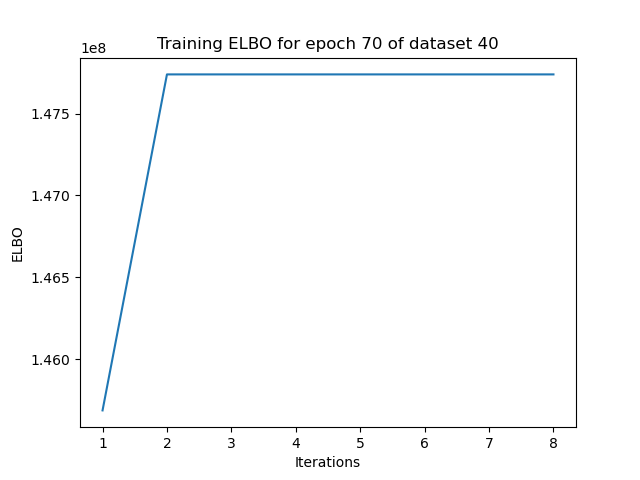 Training ELBO for epoch 70 of dataset 40
1e8
1.475
1.470
1.465
1.460
ELBO
1 2 3 4 5 6 7 8
Iterations